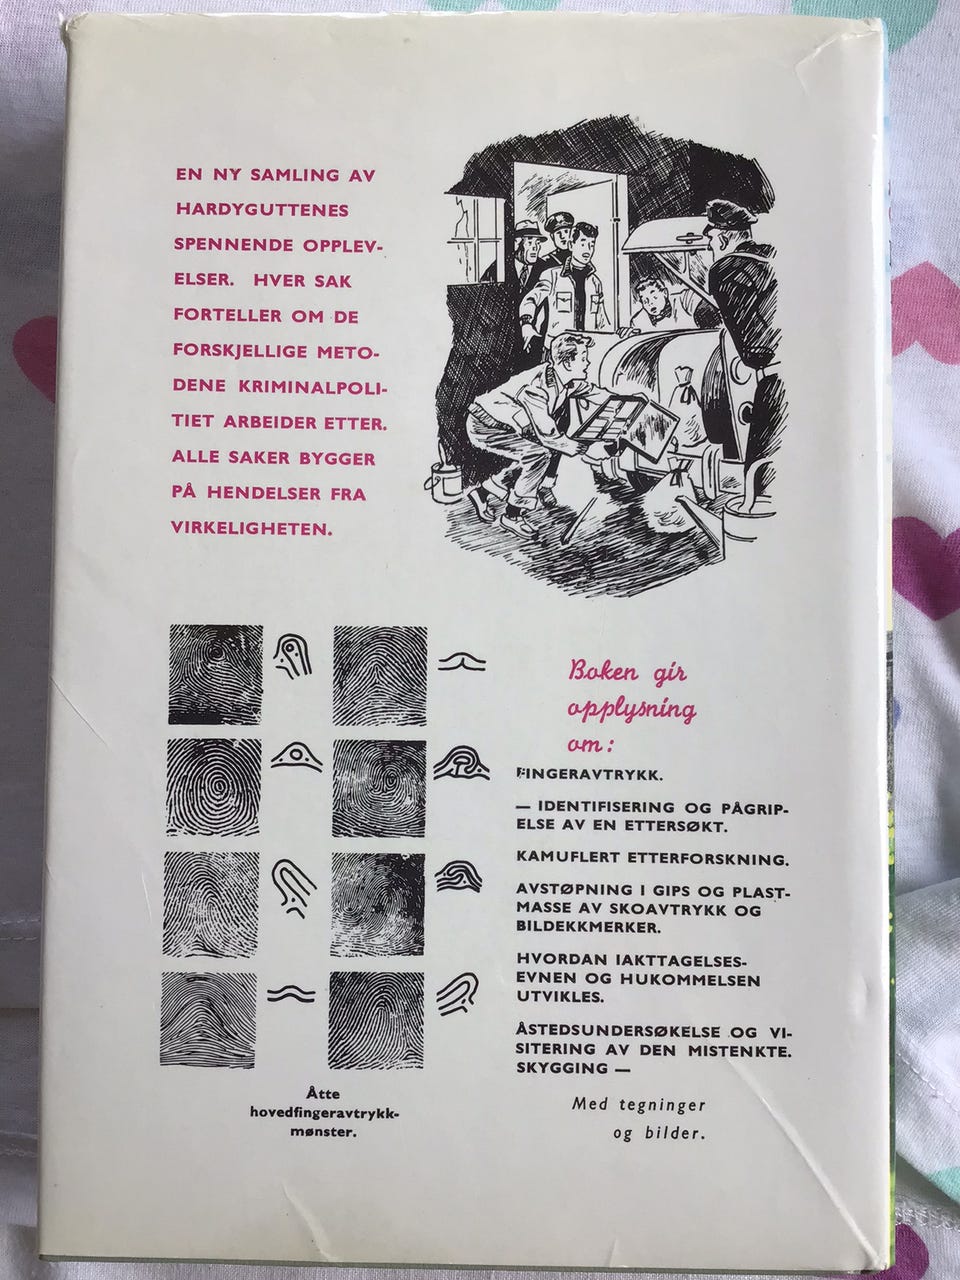 EN NY SAMLING AV
HARDYGUTTENES
SPENNENDE OPPLEV-
ELSER. HVER SAK
FORTELLER OM DE
FORSKJELLIGE METO-
DENE KRIMINALPOLI-
TIET ARBEIDER ETTER.
ALLE SAKER BYGGER
PÅ HENDELSER FRA
VIRKELIGHETEN.
Boken gir
opplysning
om:
FINGERAVTRYKK.
— IDENTIFISERING OG PÅGRIP-
ELSE AV EN ETTERSØKT.
KAMUFLERT ETTERFORSKNING.
AVSTØPNING I GIPS OG PLAST-
MASSE AV SKOAVTRYKK OG
BILDEKKMERKER.
HVORDAN IAKTTAGELSES-
EVNEN OG HUKOMMELSEN
UTVIKLES.
ÅSTEDSUNDERSØKELSE OG VI-
SITERING AV DEN MISTENKTE.
SKYGGING —
Med tegninger
og bilder.
Åtte
hovedfingeravtrykk-
mønster.